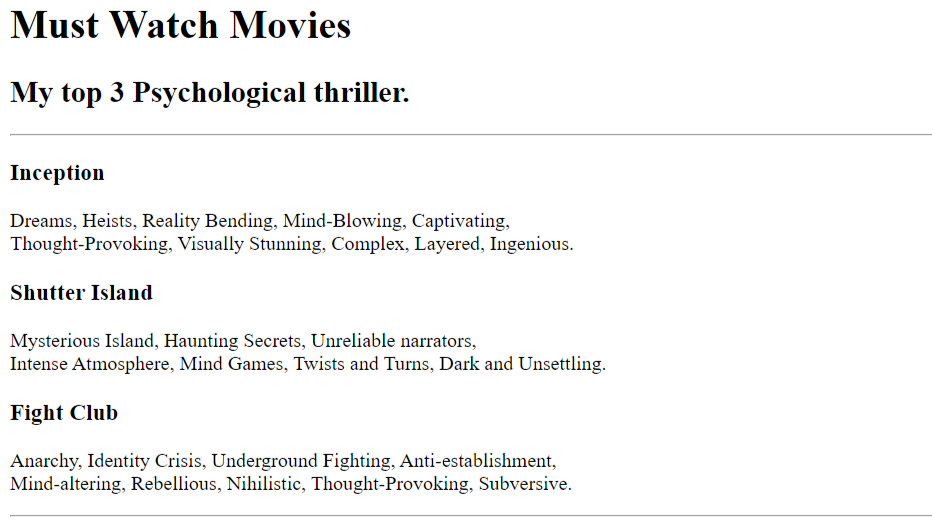 Must Watch Movies
My top 3 Psychological thriller.
Inception
Dreams, Heists, Reality Bending, Mind-Blowing, Captivating,
Thought-Provoking, Visually Stunning, Complex, Layered, Ingenious.
Shutter Island
Mysterious Island, Haunting Secrets, Unreliable narrators,
Intense Atmosphere, Mind Games, Twists and Turns, Dark and Unsettling.
Fight Club
Anarchy, Identity Crisis, Underground Fighting, Anti-establishment,
Mind-altering, Rebellious, Nihilistic, Thought-Provoking, Subversive.